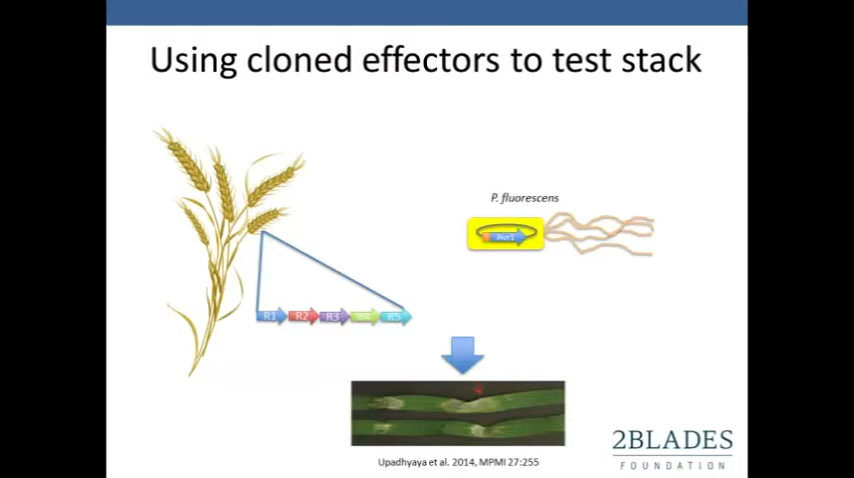 Using cloned effectors to test stack
P. fluorescens
Avr1
R1 R2 R3 R4 R5
Upadhyaya et al. 2014, MPMI 27:255
2BLADES
FOUNDATION